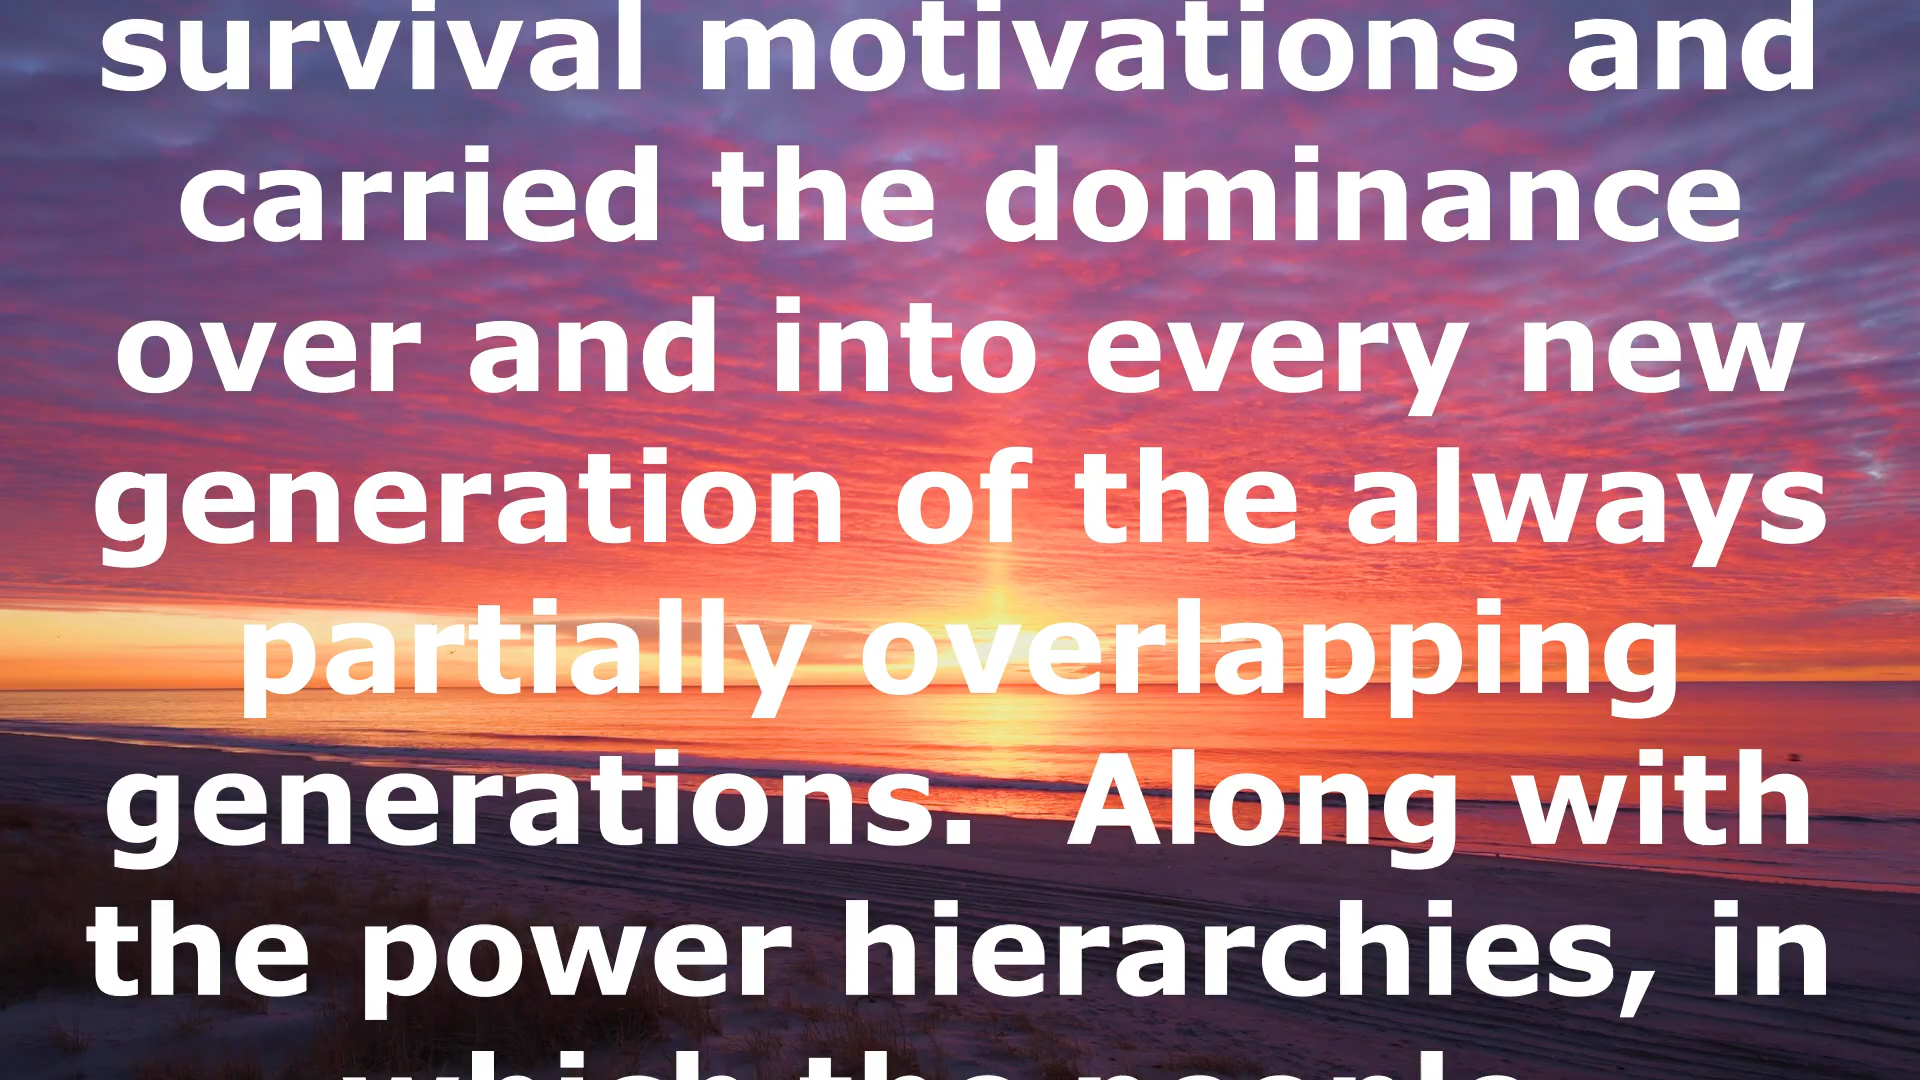 survival motivations and
carried the dominance
over and into every new
generation of the always
partially overlapping
generations.  Along with
the power hierarchies, in
which the people